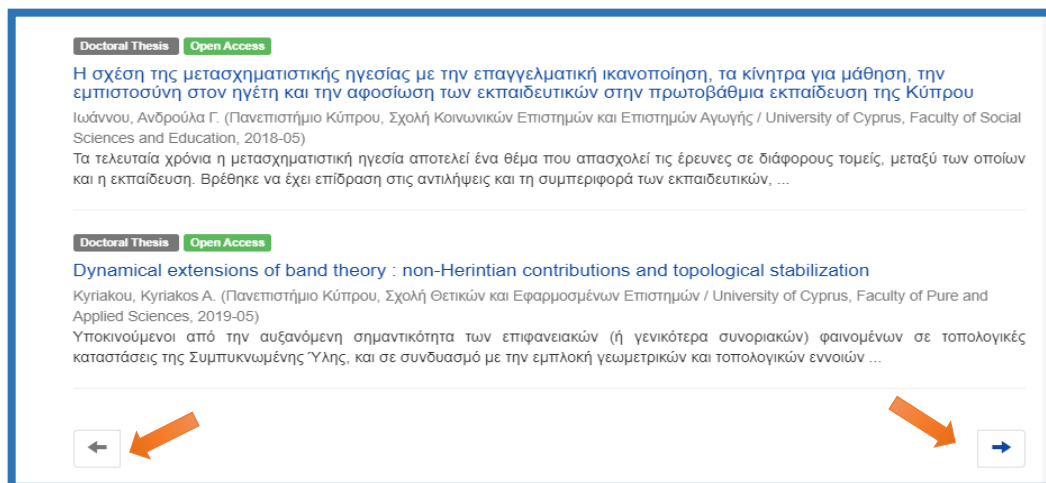 Doctoral Thesis Open Access
Η σχέση της μετασχηματιστικής ηγεσίας με την επαγγελματική ικανοποίηση, τα κίνητρα για μάθηση, την
εμπιστοσύνη στον ηγέτη και την αφοσίωση των εκπαιδευτικών στην πρωτοβάθμια εκπαίδευση της Κύπρου
Ιωάννου, Ανδρούλα Γ. (Πανεπιστήμιο Κύπρου, Σχολή Κοινωνικών Επιστημών και Επιστημών Αγωγής / University of Cyprus, Faculty of Social
Sciences and Education, 2018-05)
Τα τελευταία χρόνια η μετασχηματιστική ηγεσία αποτελεί ένα θέμα που απασχολεί τις έρευνες σε διάφορους τομείς, μεταξύ των οποίων
και η εκπαίδευση. Βρέθηκε να έχει επίδραση στις αντιλήψεις και τη συμπεριφορά των εκπαιδευτικών, ...
Doctoral Thesis Open Access
Dynamical extensions of band theory : non-Herintian contributions and topological stabilization
Kyriakou, Kyriakos A. (Πανεπιστήμιο Κύπρου, Σχολή Θετικών και Εφαρμοσμένων Επιστημών / University of Cyprus, Faculty of Pure and
Applied Sciences, 2019-05)
Υποκινούμενοι από την αυξανόμενη σημαντικότητα των επιφανειακών (ή γενικότερα συνοριακών) φαινομένων σε τοπολογικές
καταστάσεις της Συμπυκνωμένης Ύλης, και σε συνδυασμό με την εμπλοκή γεωμετρικών και τοπολογικών εννοιών ...